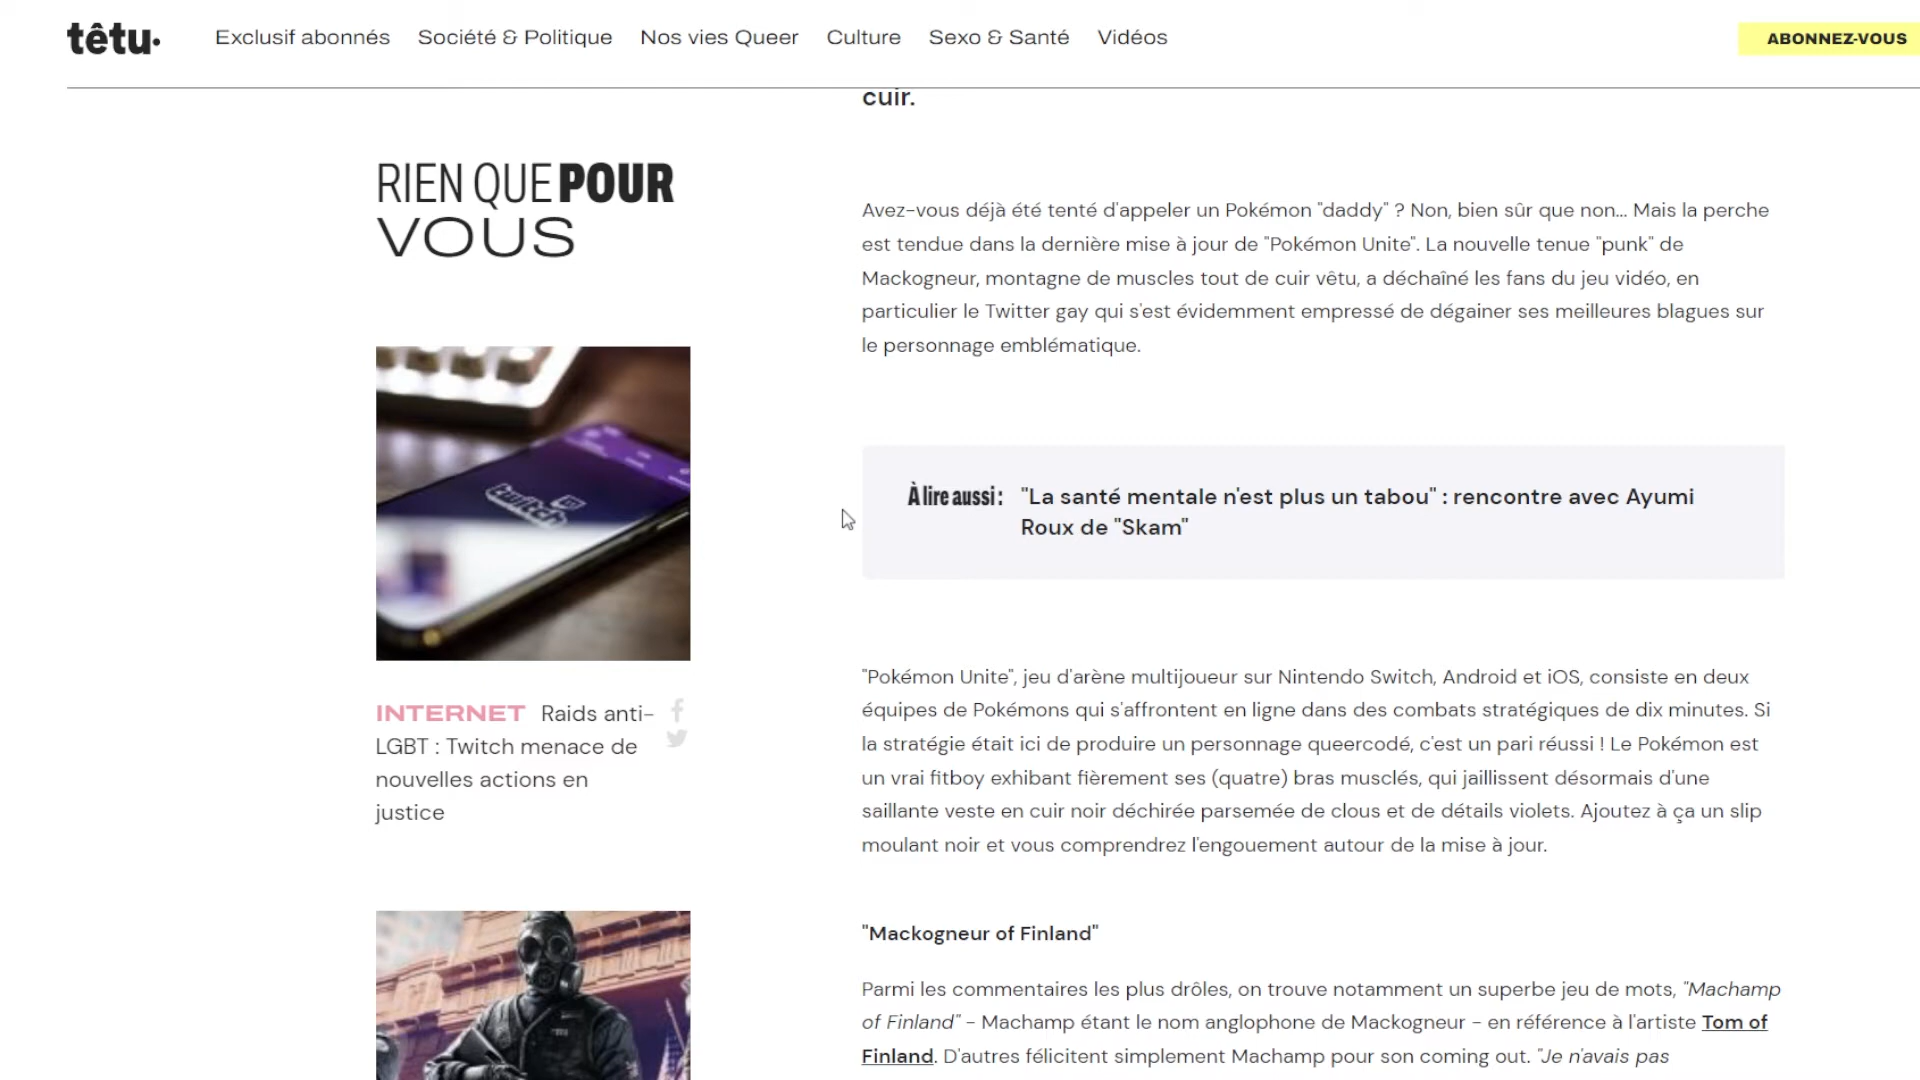 têtu·
Exclusif abonnés Société & Politique Nos vies Queer Culture Sexo & Santé Vidéos
ABONNEZ-VOUS
RIEN QUE POUR
VOUS
twitch
INTERNET Raids anti-
LGBT : Twitch menace de
nouvelles actions en
justice
cuir.
Avez-vous déjà été tenté d'appeler un Pokémon "daddy" ? Non, bien sûr que non... Mais la perche
est tendue dans la dernière mise à jour de "Pokémon Unite". La nouvelle tenue "punk" de
Mackogneur, montagne de muscles tout de cuir vêtu, a déchaîné les fans du jeu vidéo, en
particulier le Twitter gay qui s'est évidemment empressé de dégainer ses meilleures blagues sur
le personnage emblématique.
À lire aussi : "La santé mentale n'est plus un tabou" : rencontre avec Ayumi
Roux de "Skam"
"Pokémon Unite", jeu d'arène multijoueur sur Nintendo Switch, Android et iOS, consiste en deux
équipes de Pokémons qui s'affrontent en ligne dans des combats stratégiques de dix minutes. Si
la stratégie était ici de produire un personnage queercodé, c'est un pari réussi ! Le Pokémon est
un vrai fitboy exhibant fièrement ses (quatre) bras musclés, qui jaillissent désormais d'une
saillante veste en cuir noir déchirée parsemée de clous et de détails violets. Ajoutez à ça un slip
moulant noir et vous comprendrez l'engouement autour de la mise à jour.
"Mackogneur of Finland"
Parmi les commentaires les plus drôles, on trouve notamment un superbe jeu de mots, "Machamp
of Finland" - Machamp étant le nom anglophone de Mackogneur - en référence à l'artiste Tom of
Finland. D'autres félicitent simplement Machamp pour son coming out. "Je n'avais pas